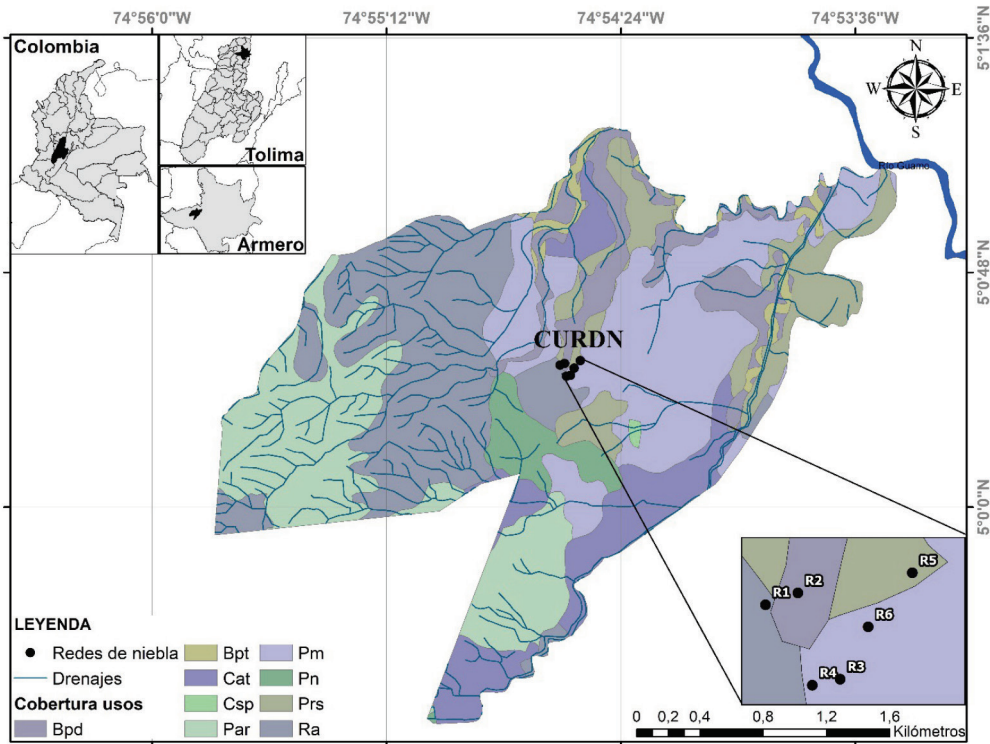 74°56'0"W 74°55'12"W 74°54'24"W 74°53'36"W
5°1'36"N
5°0'48"N
5°0'0"N
Colombia
Tolima
Armero
N
W E
S
Río Guamo
CURDN
R1
R2
R5
R6
R4
R3
LEYENDA
Redes de niebla
Drenajes
Cobertura usos
Bpd
Bpt
Cat
Csp
Par
Pm
Pn
Prs
Ra
0 0,2 0,4 0,8 1,2 1,6
Kilómetros